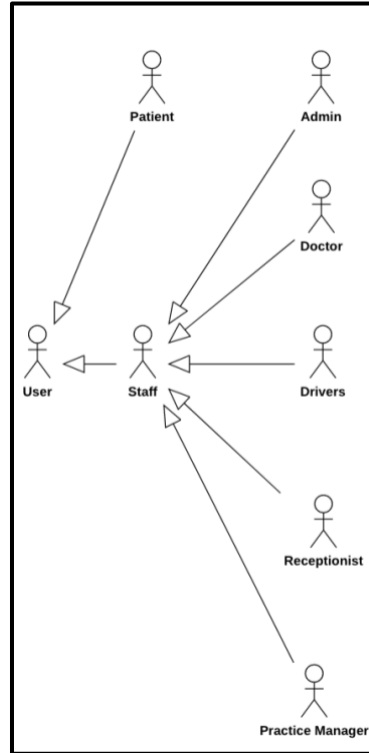 Patient
Admin
Doctor
User
Staff
Drivers
Receptionist
Practice Manager